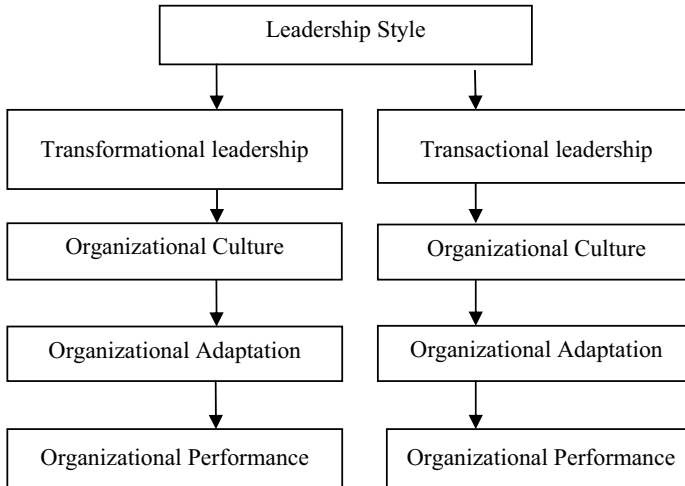 Leadership Style
Transformational leadership
Transactional leadership
Organizational Culture
Organizational Culture
Organizational Adaptation
Organizational Adaptation
Organizational Performance
Organizational Performance